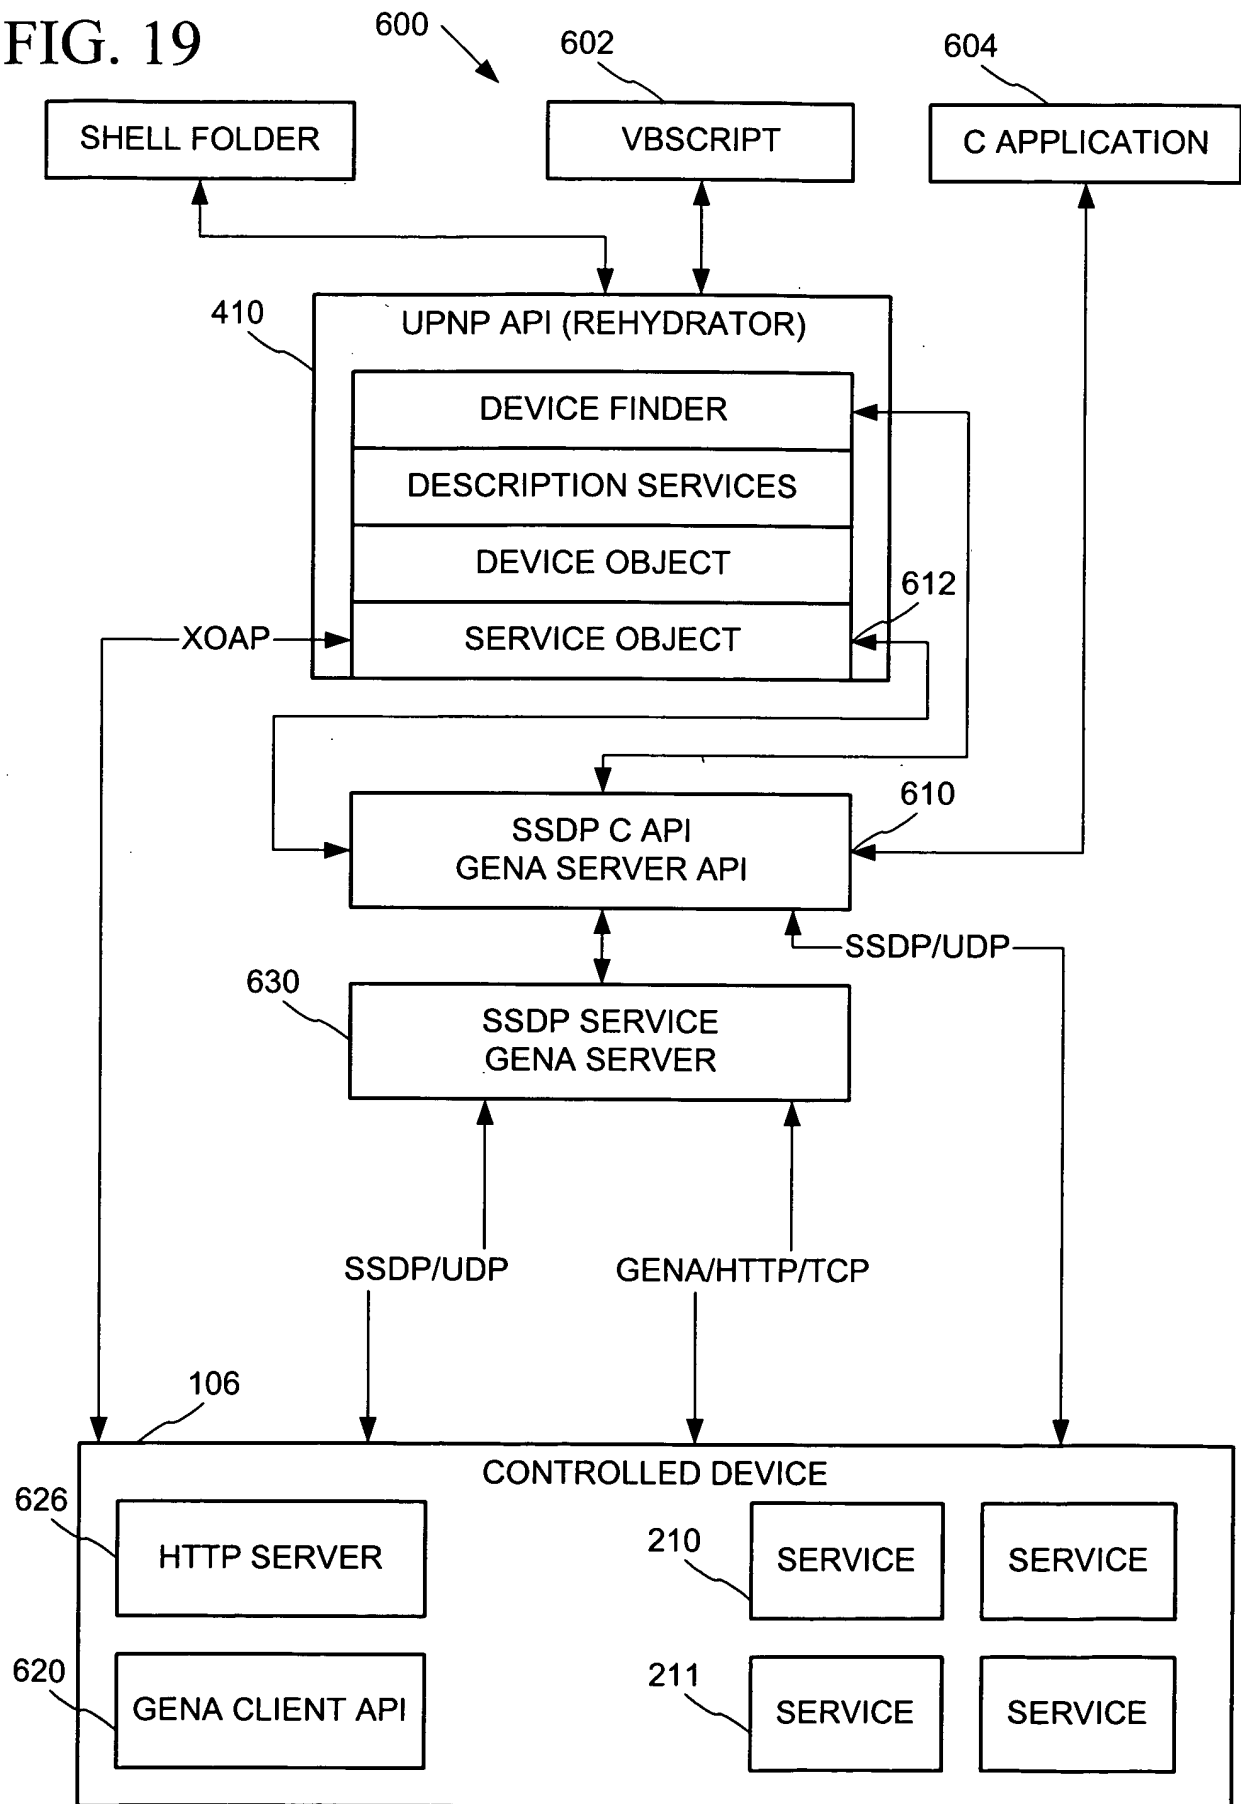 FIG. 19
600
602
604
SHELL FOLDER
VBSCRIPT
C APPLICATION
410
UPNP API (REHYDRATOR)
DEVICE FINDER
DESCRIPTION SERVICES
DEVICE OBJECT
612
XOAP
SERVICE OBJECT
610
SSDP C API
GENA SERVER API
SSDP/UDP
630
SSDP SERVICE
GENA SERVER
SSDP/UDP
GENA/HTTP/TCP
106
CONTROLLED DEVICE
626
HTTP SERVER
210
SERVICE
SERVICE
620
GENA CLIENT API
211
SERVICE
SERVICE